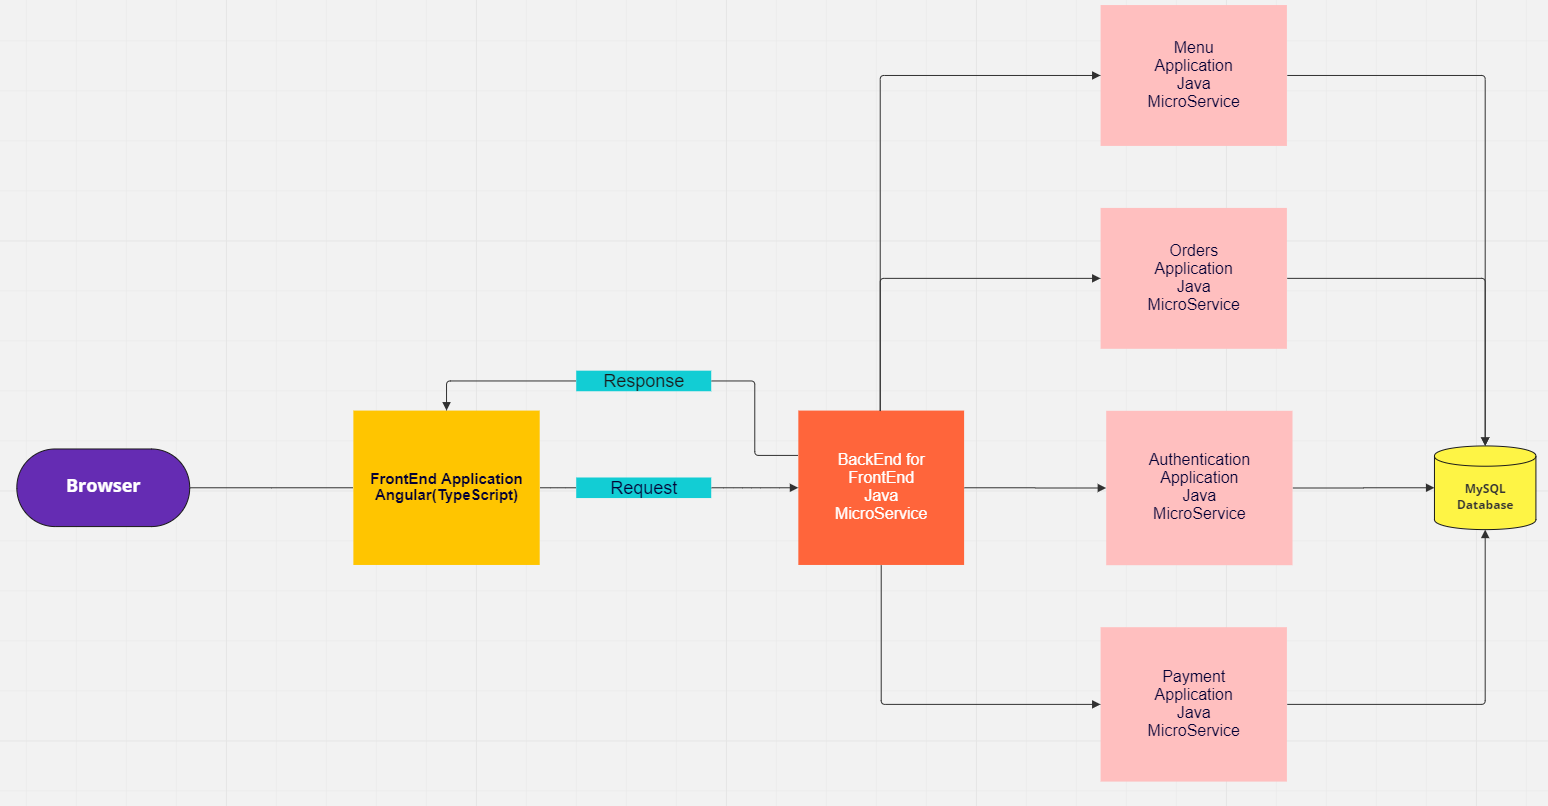 Menu
Application
Java
MicroService
Orders
Application
Java
MicroService
Response
Browser
FrontEnd Application
Angular(TypeScript)
Request
BackEnd for
FrontEnd
Java
MicroService
Authentication
Application
Java
MicroService
MySQL
Database
Payment
Application
Java
MicroService